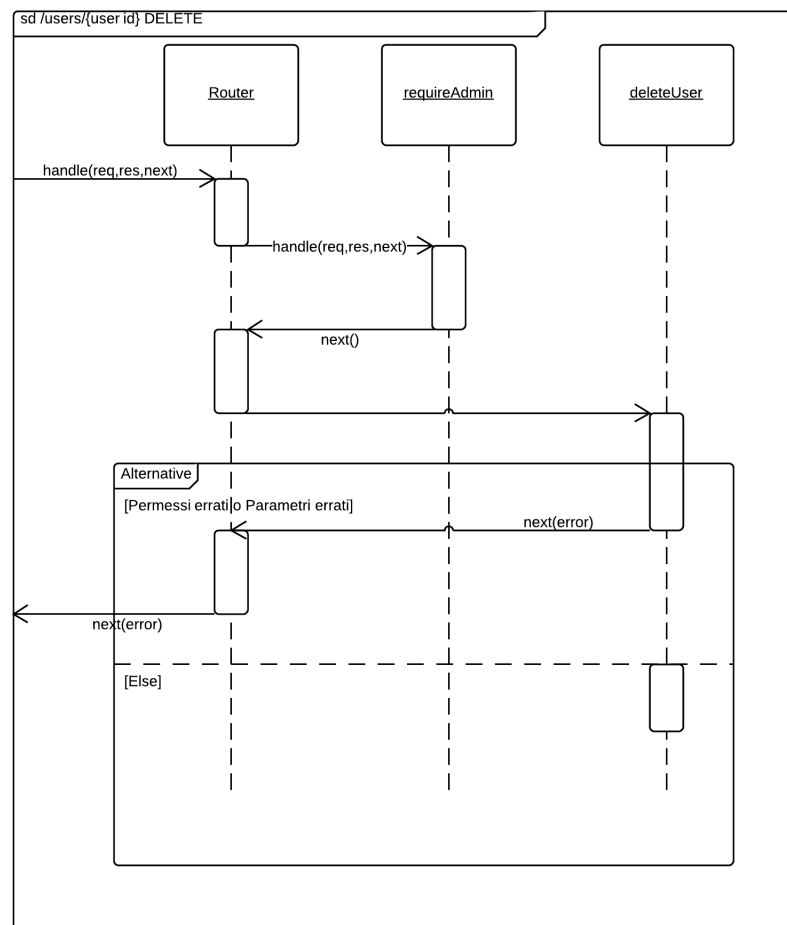 sd /users/{user id} DELETE
Router
requireAdmin
deleteUser
handle(req,res,next)
handle(req,res,next)
next()
Alternative
[Permessi errati o Parametri errati]
next(error)
next(error)
[Else]